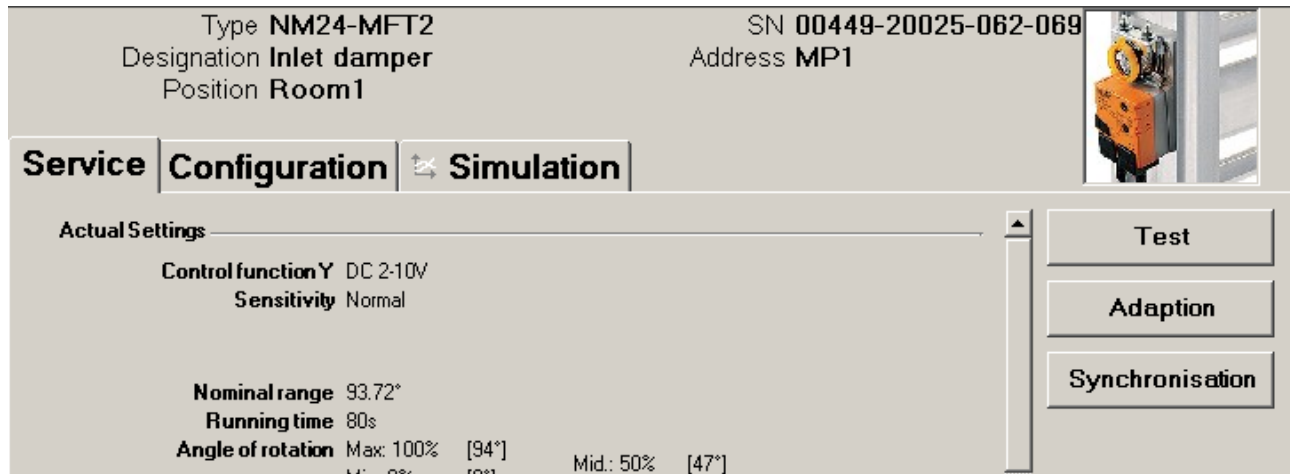 Type NM24-MFT2 SN 00449-20025-062-069
Designation Inlet damper Address MP1
Position Room1
Service Configuration Simulation
Actual Settings
Test
Control function Y DC 2-10V
Sensitivity Normal
Adaption
Synchronisation
Nominal range 93.72°
Running time 80s
Angle of rotation Max: 100% [94°]
Mid.: 50% [47°]